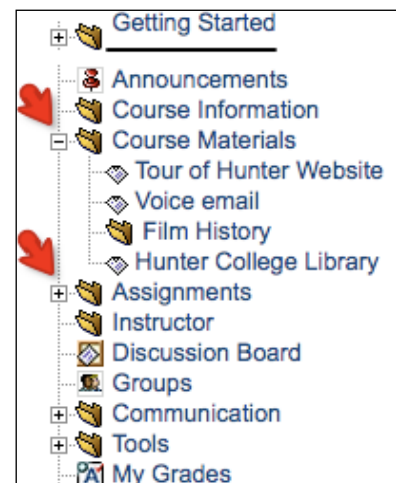 Getting Started
Announcements
Course Information
Course Materials
Tour of Hunter Website
Voice email
Film History
Hunter College Library
Assignments
Instructor
Discussion Board
Groups
Communication
Tools
My Grades